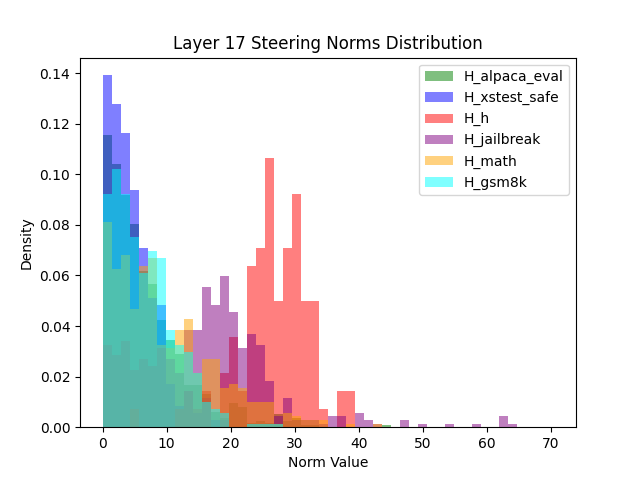 Layer 17 Steering Norms Distribution
0.14
0.12
0.10
0.08
0.06
0.04
0.02
0.00
Density
H_alpaca_eval
H_xstest_safe
H_h
H_jailbreak
H_math
H_gsm8k
0 10 20 30 40 50 60 70
Norm Value